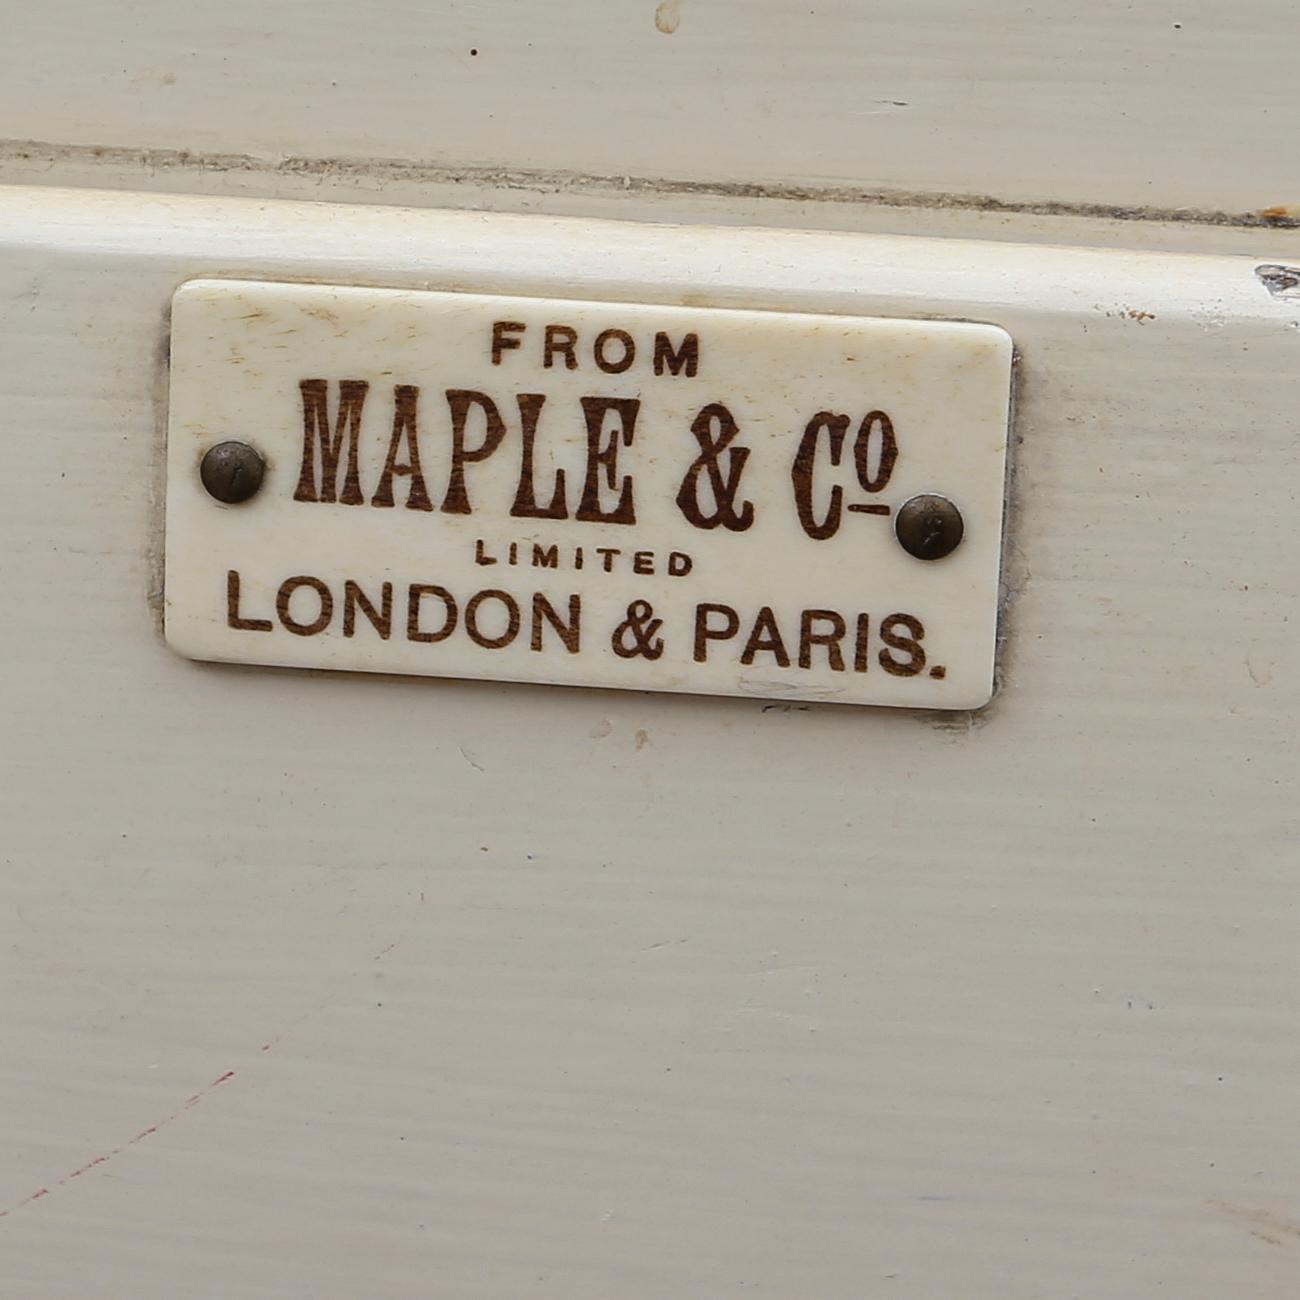 FROM
MAPLE & Co
LIMITED
LONDON & PARIS.